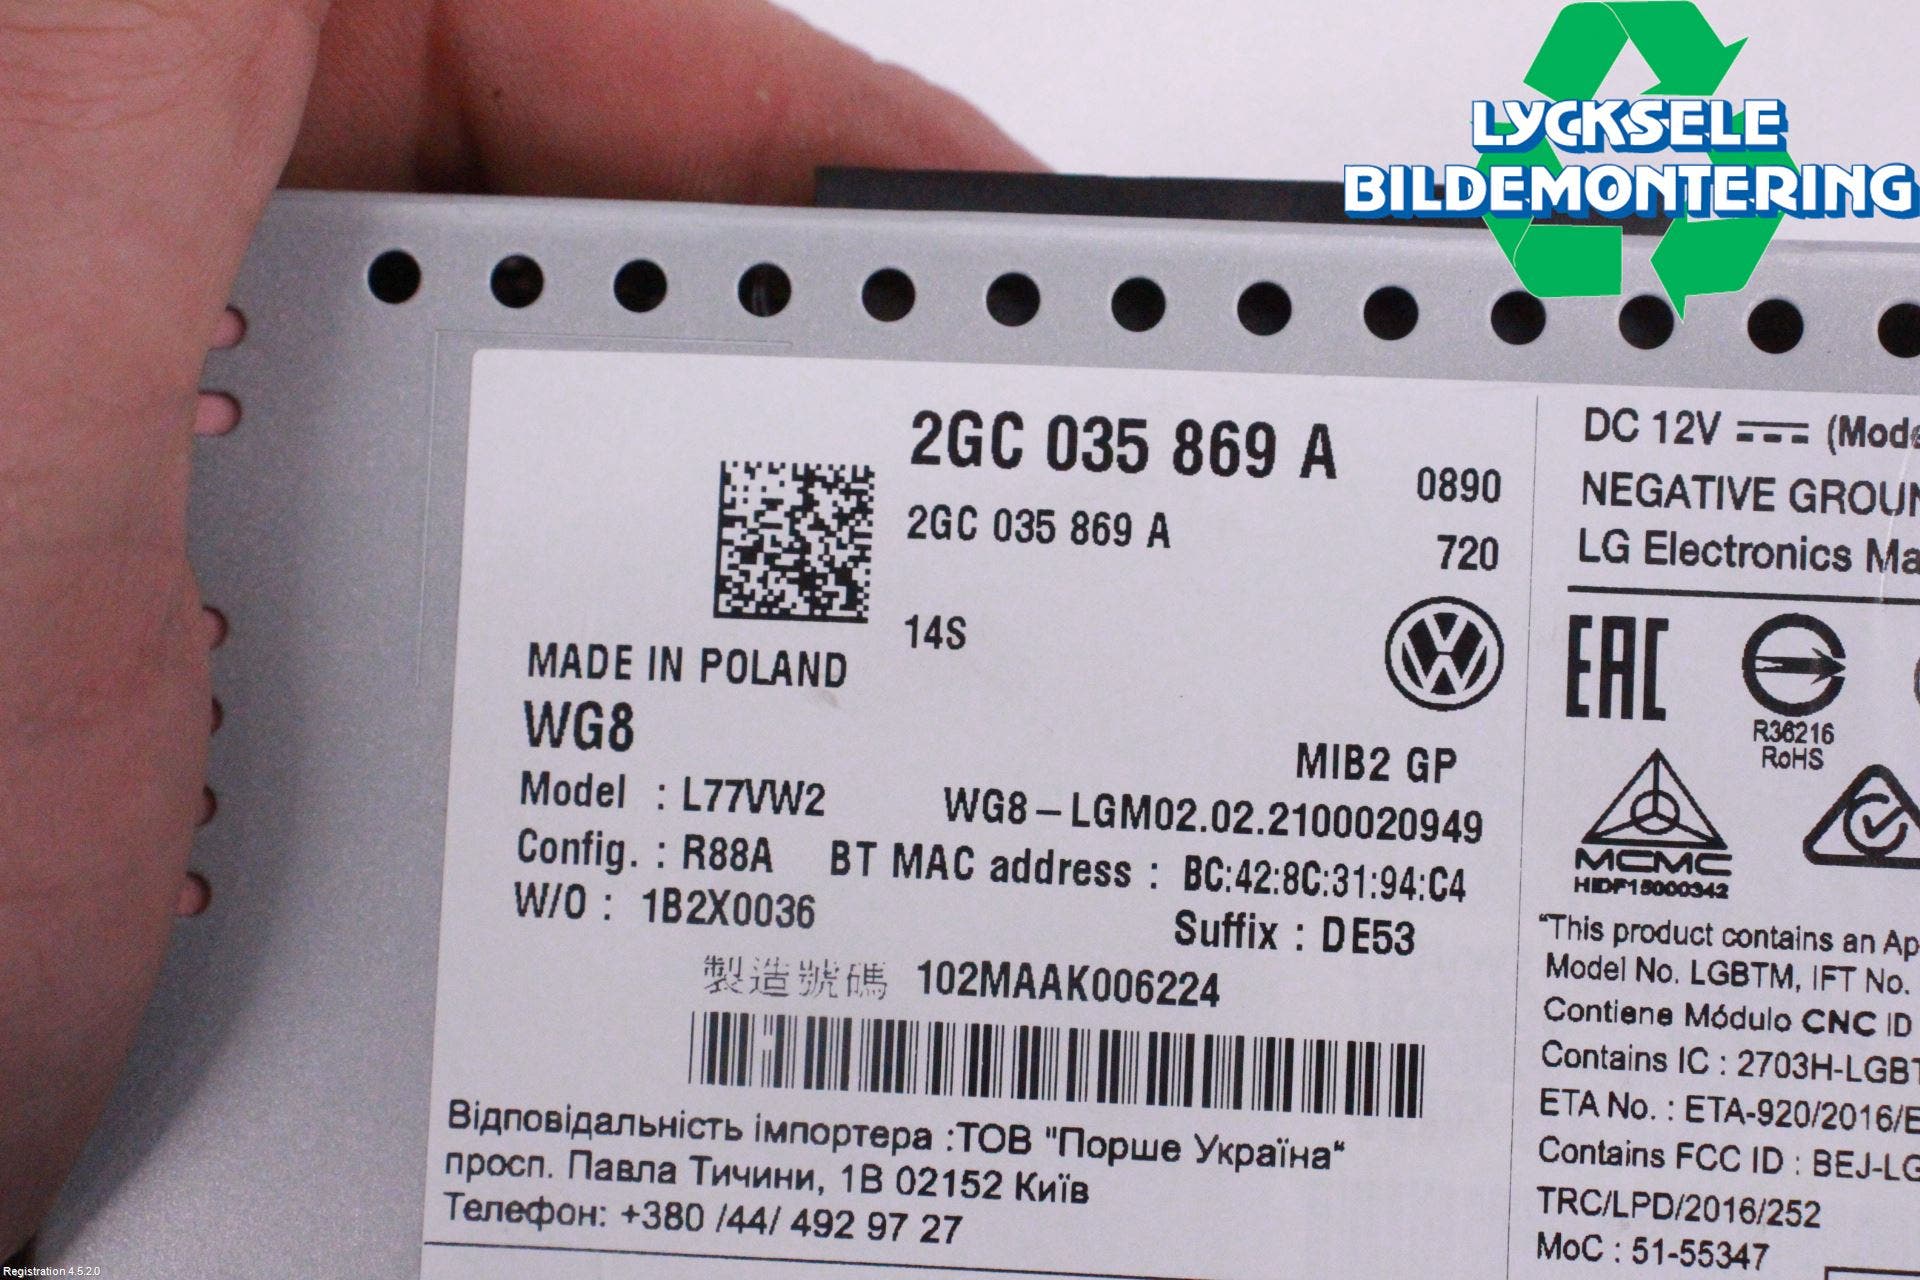 LYCKSELE
BILDEMONTERING
2GC 035 869 A
0890
2GC 035 869 A
720
14S
MADE IN POLAND
WG8
MIB2 GP
Model : L77VW2
WG8-LGM02.02.2100020949
Config. : R88A
BT MAC address : BC:42:8C:31:94:C4
W/O : 1B2X0036
Suffix : DE53
製造號碼 102MAAK006224
Відповідальність імпортера :ТОВ "Порше Україна“
просп. Павла Тичини, 1В 02152 Київ
Телефон: +380 /44/ 492 97 27
DC 12V (Mode
NEGATIVE GROUN
LG Electronics Ma
EAC
R36216
RoHS
MCMC
HIDF15000342
“This product contains an Ap
Model No. LGBTM, IFT No.
Contiene Módulo CNC ID
Contains IC : 2703H-LGBT
ETA No. : ETA-920/2016/E
Contains FCC ID : BEJ-LG
TRC/LPD/2016/252
MoC : 51-55347
Registration 4.5.2.0